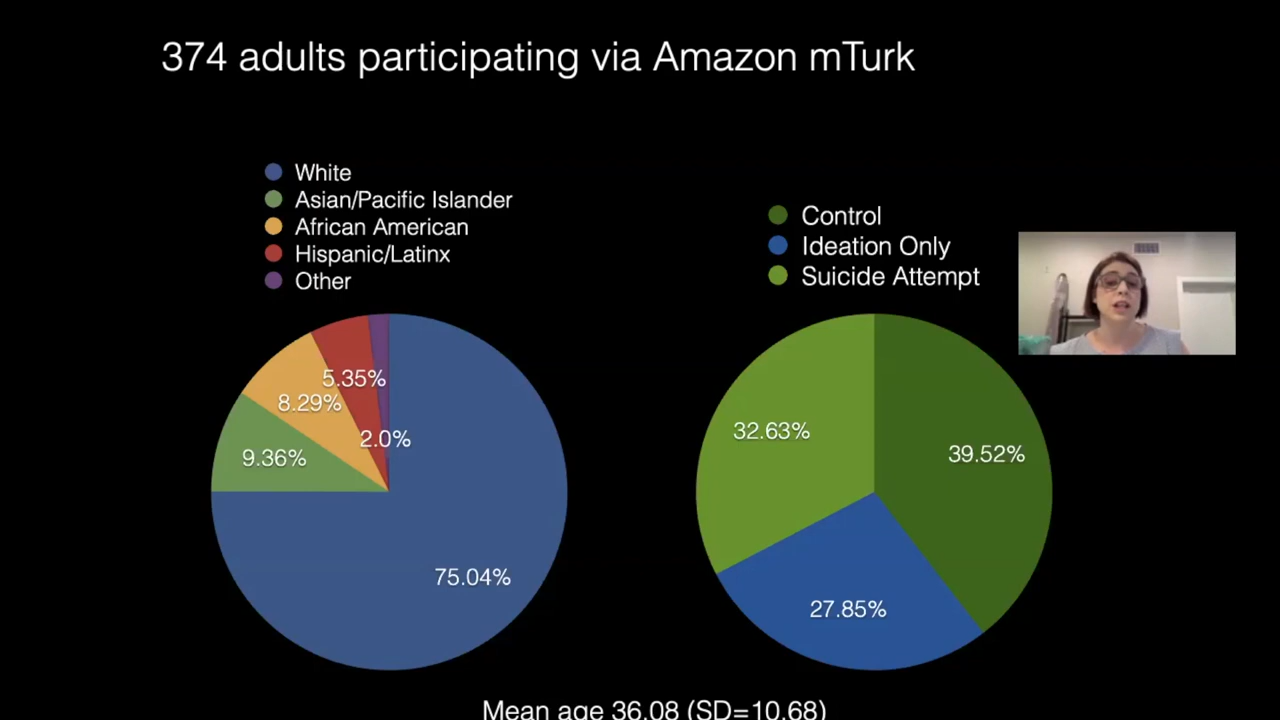 374 adults participating via Amazon mTurk
White
Asian/Pacific Islander
African American
Hispanic/Latinx
Other
5.35%
8.29%
2.0%
9.36%
75.04%
Control
Ideation Only
Suicide Attempt
32.63%
39.52%
27.85%
Mean age 36.08 (SD=10.68)